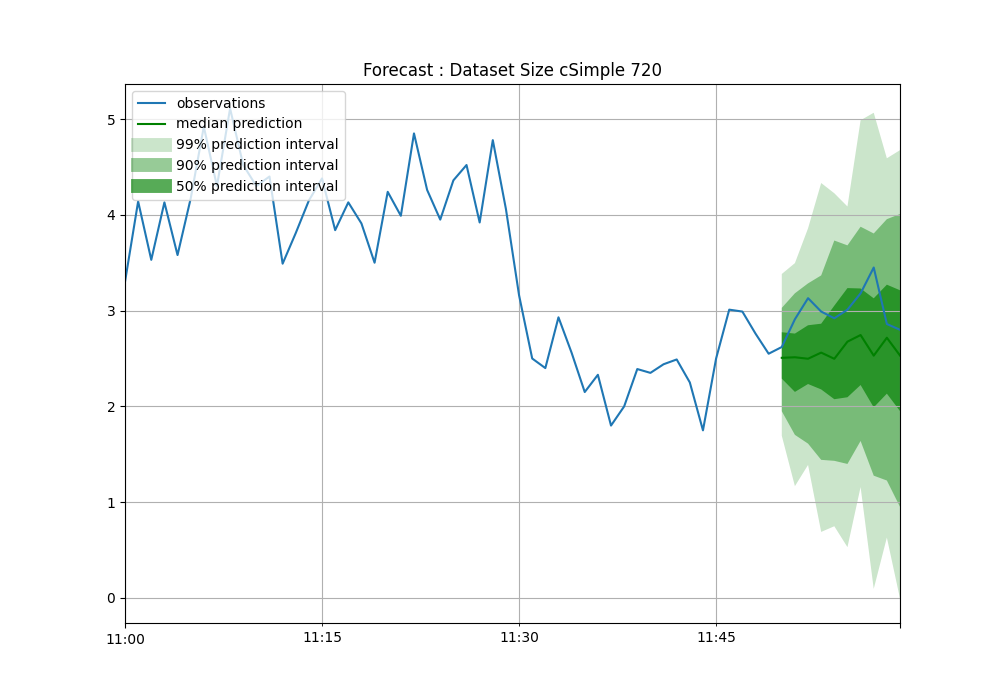 Forecast : Dataset Size cSimple 720
observations
median prediction
99% prediction interval
90% prediction interval
50% prediction interval
5
4
3
2
1
0
11:00
11:15
11:30
11:45